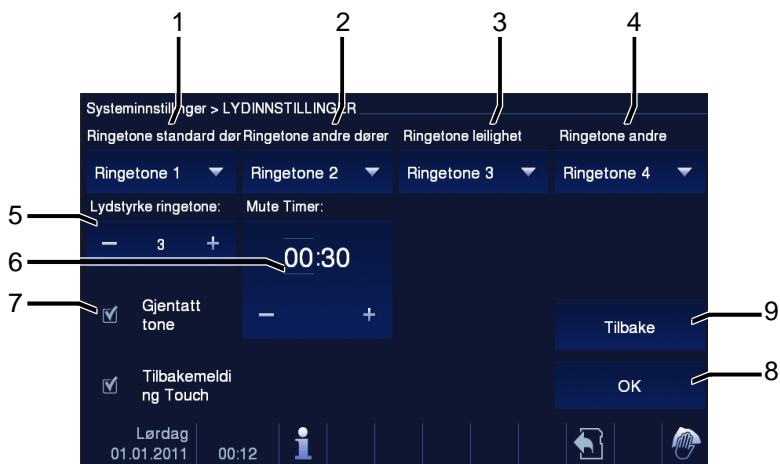 1 2 3 4
Systeminnstillinger > LYDINNSTILLINGER
Ringetone standard dør Ringetone andre dører Ringetone leilighet Ringetone andre
Ringetone 1 Ringetone 2 Ringetone 3 Ringetone 4
Lydstyrke ringetone: Mute Timer:
5
− 3 +
6
00:30
7
Gjentatt
tone
− +
9
Tilbake
Tilbakemeldi
ng Touch
8
OK
Lørdag
01.01.2011 00:12